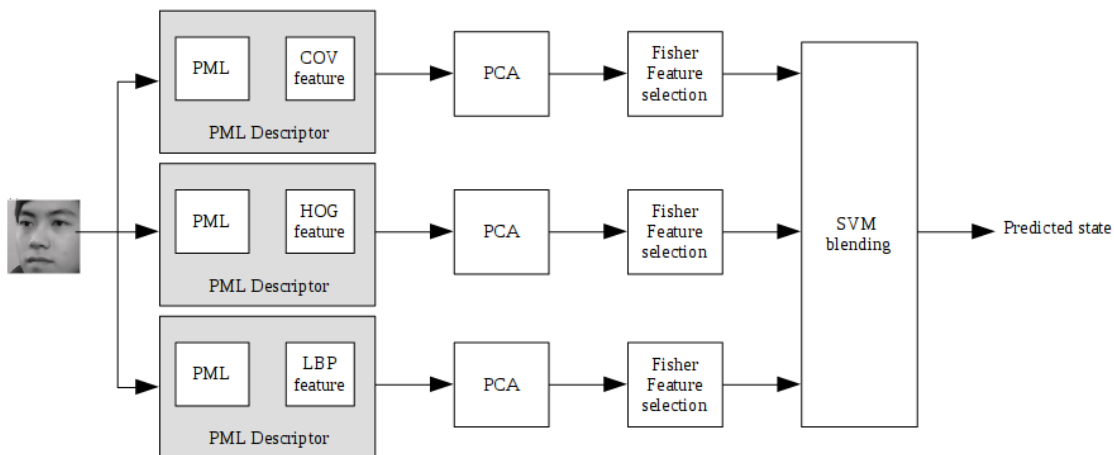 PML
COV
feature
PML Descriptor
PCA
Fisher
Feature
selection
PML
HOG
feature
PML Descriptor
PCA
Fisher
Feature
selection
PML
LBP
feature
PML Descriptor
PCA
Fisher
Feature
selection
SVM
blending
Predicted state